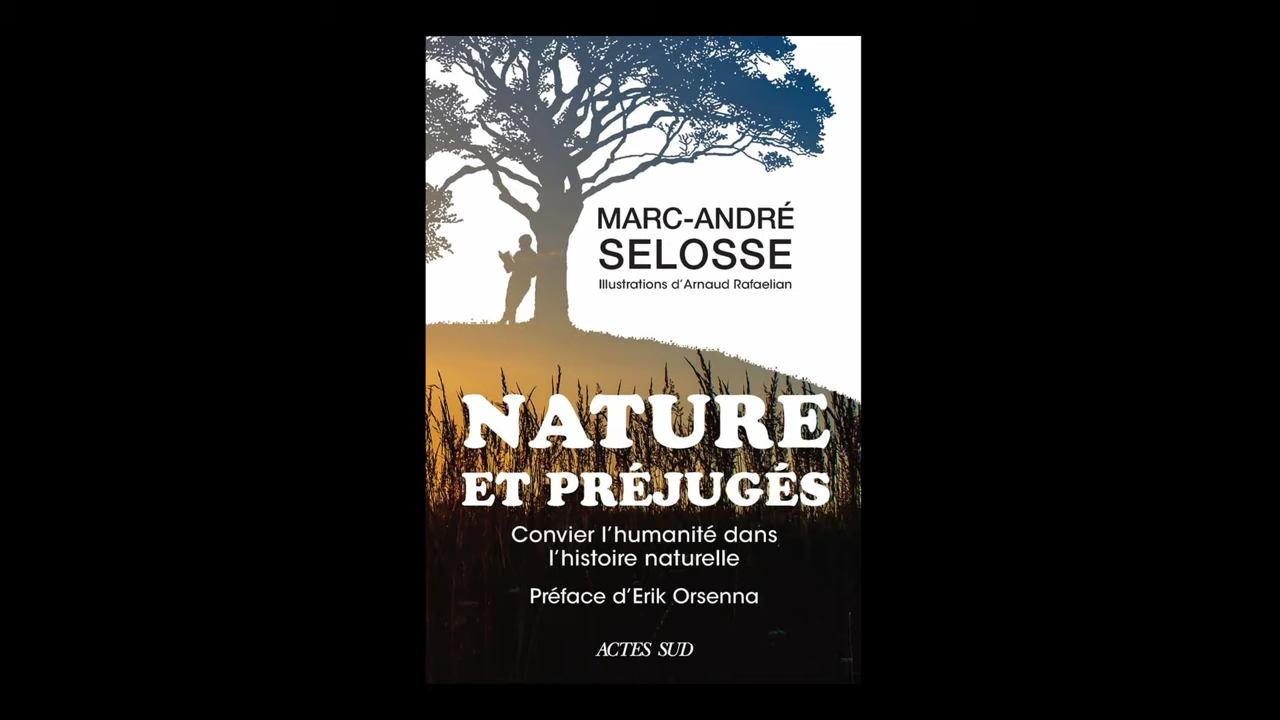 MARC-ANDRÉ
SELOSSE
Illustrations d'Arnaud Rafaelian
NATURE
ET PRÉJUGÉS
Convier l'humanité dans
l'histoire naturelle
Préface d'Erik Orsenna
ACTES SUD